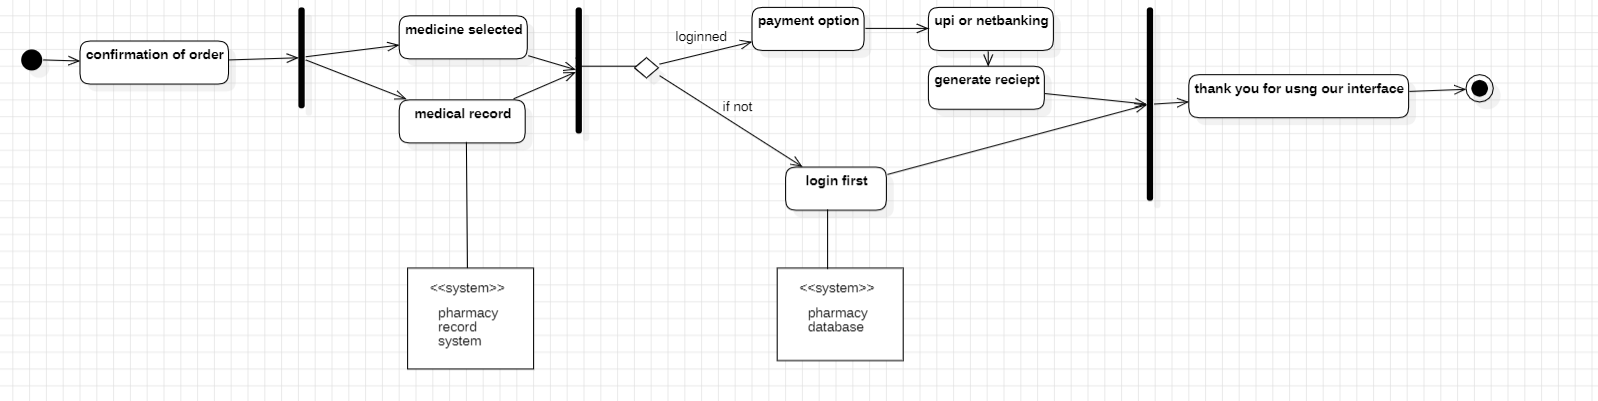 confirmation of order
medicine selected
medical record
<<system>>
pharmacy
record
system
loginned
if not
payment option
upi or netbanking
generate reciept
login first
<<system>>
pharmacy
database
thank you for usng our interface